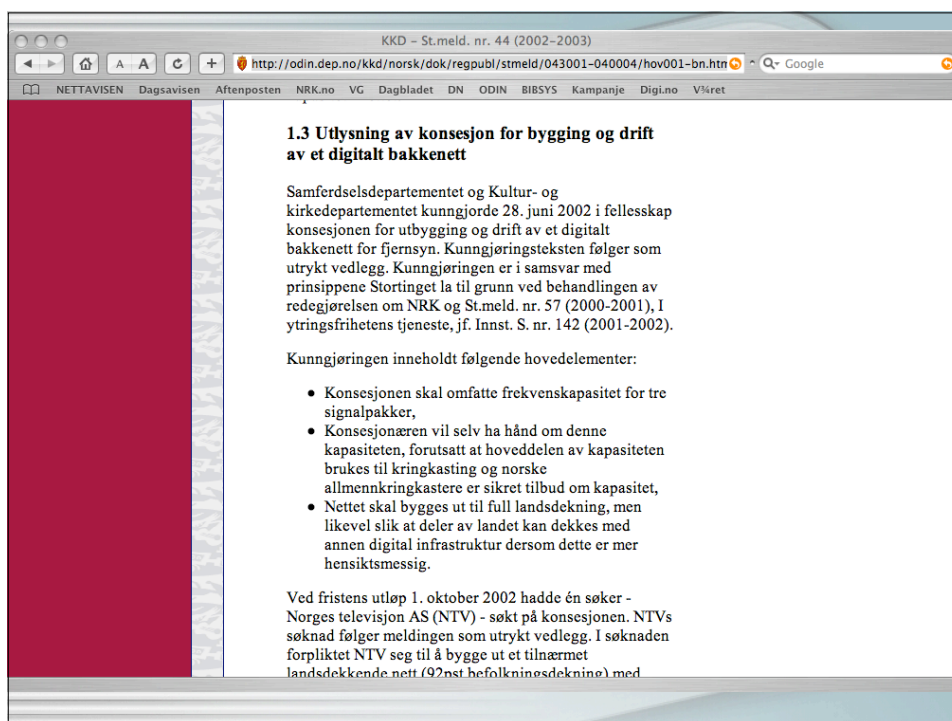 KKD – St.meld. nr. 44 (2002–2003)
A A C + http://odin.dep.no/kkd/norsk/dok/regpubl/stmeld/043001-040004/hov001-bn.htm Q Google
NETTAVISEN Dagsavisen Aftenposten NRK.no VG Dagbladet DN ODIN BIBSYS Kampanje Digi.no V¾ret
1.3 Utlysning av konsesjon for bygging og drift
av et digitalt bakkenett
Samferdselsdepartementet og Kultur- og
kirkedepartementet kunngjorde 28. juni 2002 i fellesskap
konsesjonen for utbygging og drift av et digitalt
bakkenett for fjernsyn. Kunngjøringsteksten følger som
utrykt vedlegg. Kunngjøringen er i samsvar med
prinsippene Stortinget la til grunn ved behandlingen av
redegjørelsen om NRK og St.meld. nr. 57 (2000-2001), I
ytringsfrihetens tjeneste, jf. Innst. S. nr. 142 (2001-2002).
Kunngjøringen inneholdt følgende hovedelementer:
• Konsesjonen skal omfatte frekvenskapasitet for tre
signalpakker,
• Konsesjonæren vil selv ha hånd om denne
kapasiteten, forutsatt at hoveddelen av kapasiteten
brukes til kringkasting og norske
allmennkringkastere er sikret tilbud om kapasitet,
• Nettet skal bygges ut til full landsdekning, men
likevel slik at deler av landet kan dekkes med
annen digital infrastruktur dersom dette er mer
hensiktsmessig.
Ved fristens utløp 1. oktober 2002 hadde én søker -
Norges televisjon AS (NTV) - søkt på konsesjonen. NTVs
søknad følger meldingen som utrykt vedlegg. I søknaden
forpliktet NTV seg til å bygge ut et tilnærmet
landsdekkende nett (92pst befolkningsdekning) med